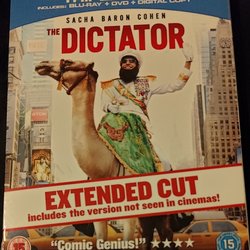 INCLUDES: BLU-RAY + DVD + DIGITAL COPY
SACHA BARON COHEN
THE
DICTATOR
EXTENDED CUT
includes the version not seen in cinemas!
15 "Comic Genius!" ★★★★ 15